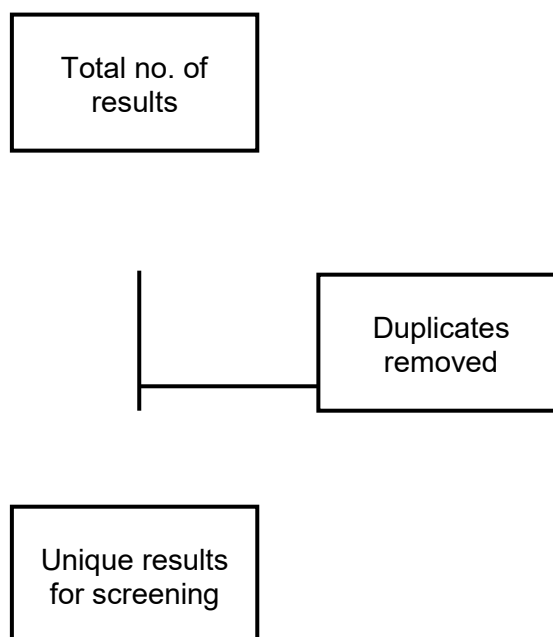 Total no. of
results
Duplicates
removed
Unique results
for screening